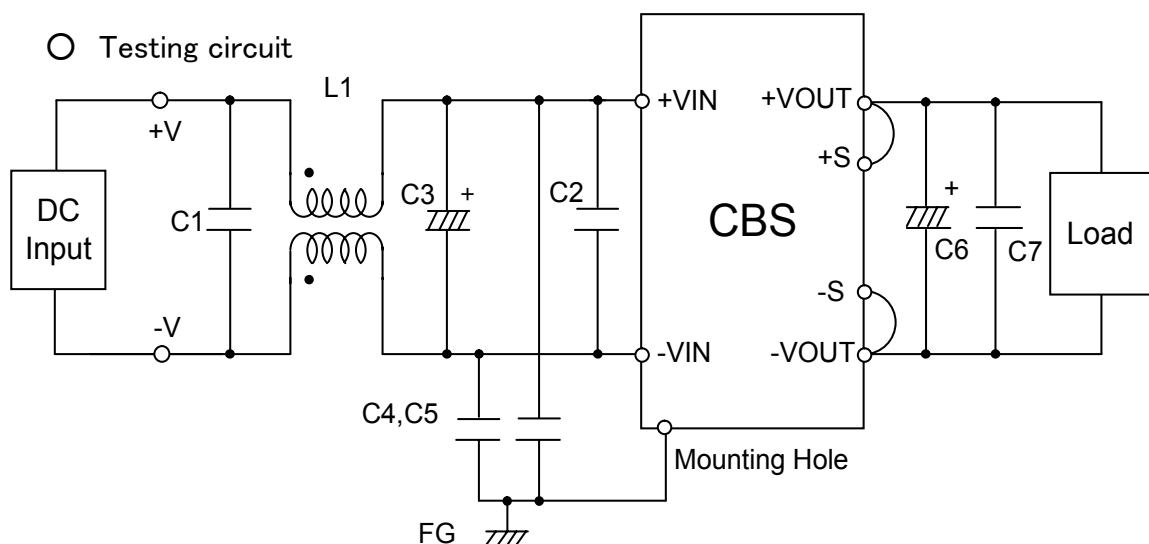 ○ Testing circuit
L1
+V
-V
DC
Input
C1
C3
+
C2
C4,C5
FG
+VIN
-VIN
CBS
+VOUT
+S
-S
-VOUT
Mounting Hole
+
C6
C7
Load